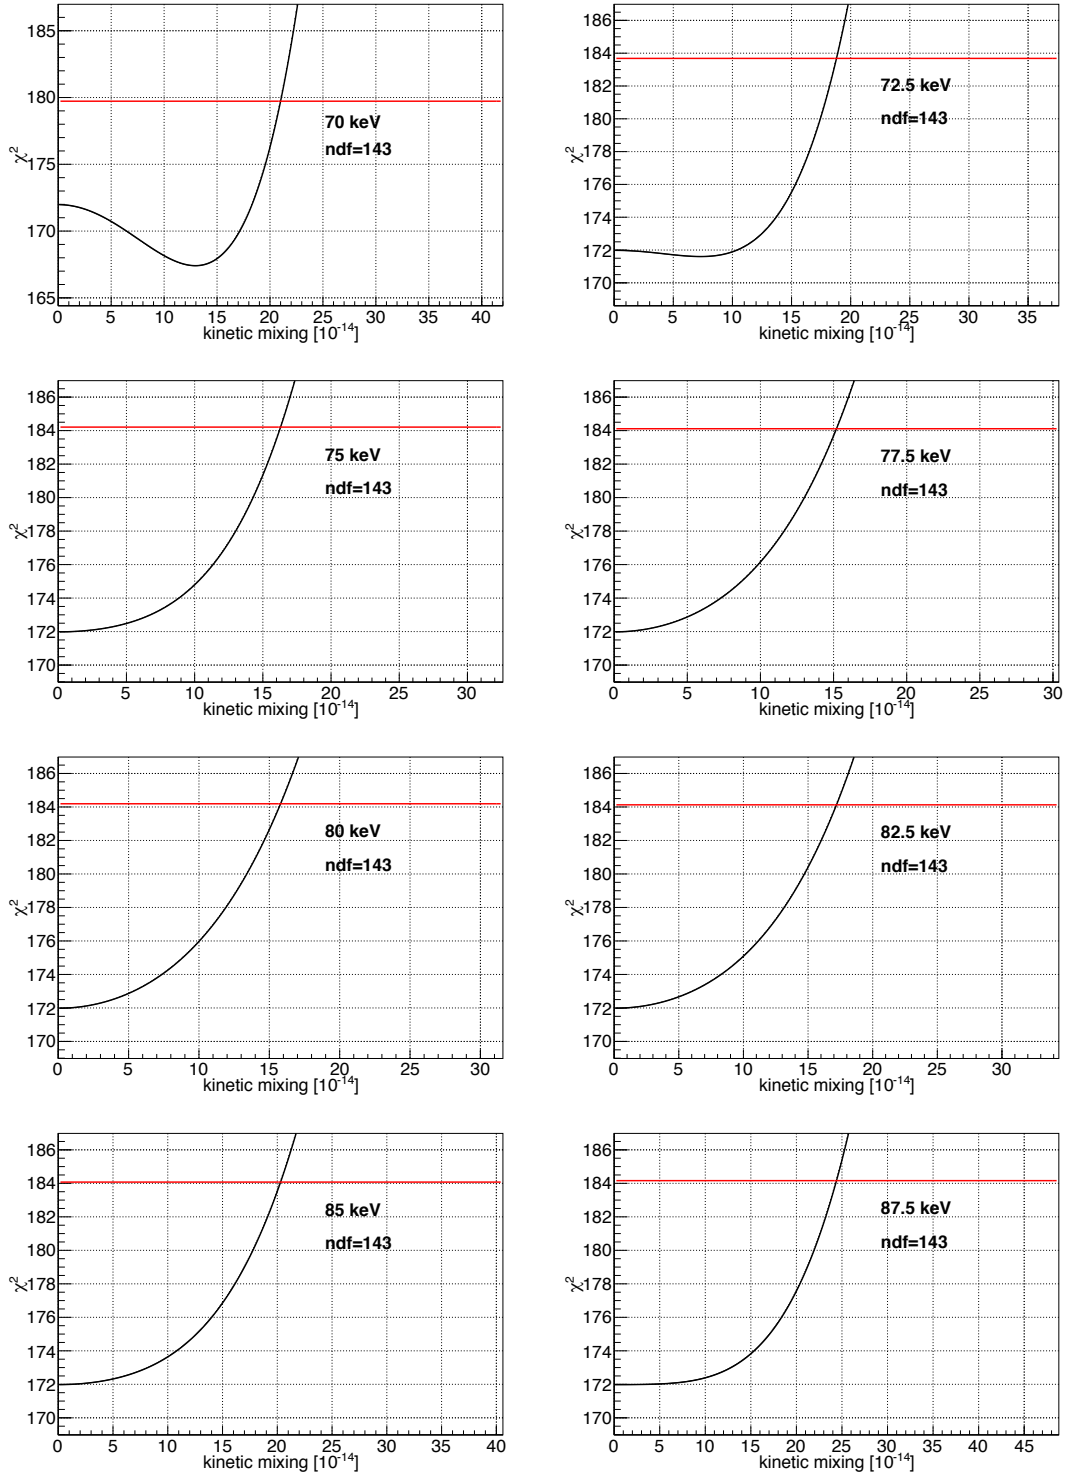 185
180
175
170
165
χ²
70 keV
ndf=143
0 5 10 15 20 25 30 35 40
kinetic mixing [10⁻¹⁴]
186
184
182
180
178
176
174
172
170
χ²
72.5 keV
ndf=143
0 5 10 15 20 25 30 35
kinetic mixing [10⁻¹⁴]
186
184
182
180
178
176
174
172
170
χ²
75 keV
ndf=143
0 5 10 15 20 25 30
kinetic mixing [10⁻¹⁴]
186
184
182
180
178
176
174
172
170
χ²
77.5 keV
ndf=143
0 5 10 15 20 25 30
kinetic mixing [10⁻¹⁴]
186
184
182
180
178
176
174
172
170
χ²
80 keV
ndf=143
0 5 10 15 20 25 30
kinetic mixing [10⁻¹⁴]
186
184
182
180
178
176
174
172
170
χ²
82.5 keV
ndf=143
0 5 10 15 20 25 30
kinetic mixing [10⁻¹⁴]
186
184
182
180
178
176
174
172
170
χ²
85 keV
ndf=143
0 5 10 15 20 25 30 35 40
kinetic mixing [10⁻¹⁴]
186
184
182
180
178
176
174
172
170
χ²
87.5 keV
ndf=143
0 5 10 15 20 25 30 35 40 45
kinetic mixing [10⁻¹⁴]